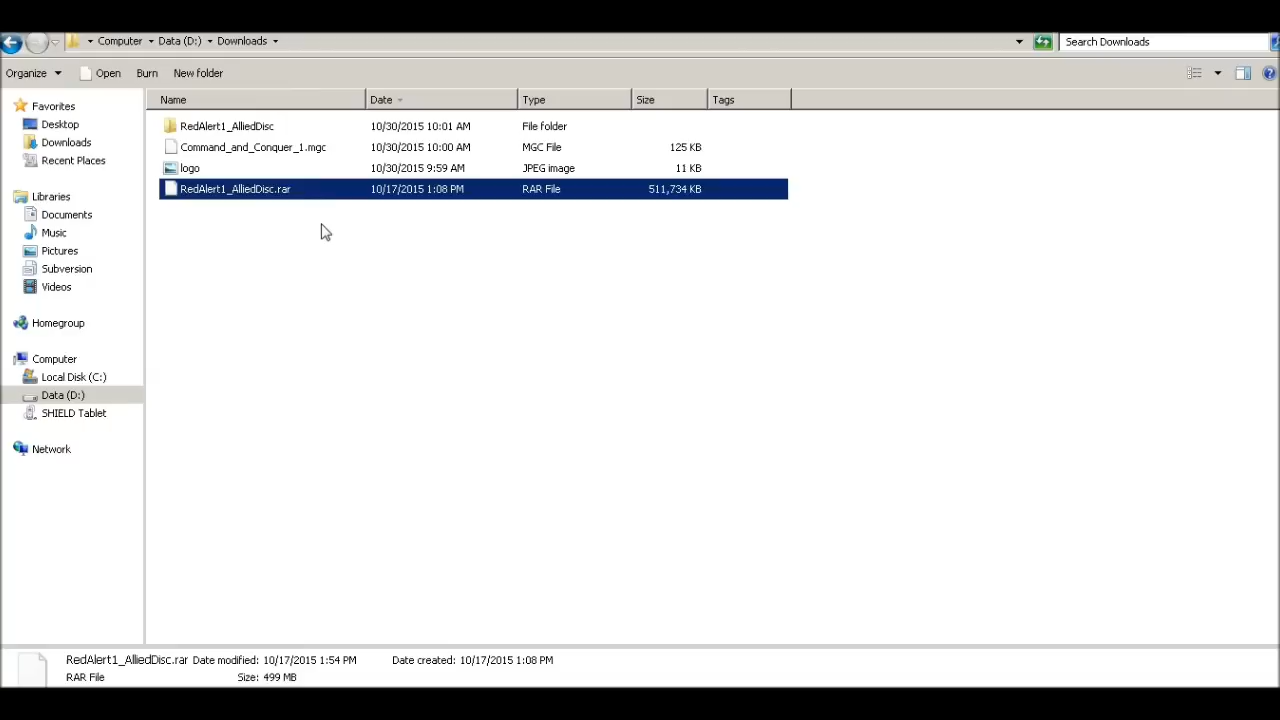 Computer Data (D:) Downloads Search Downloads
Organize Open Burn New folder
Name Date Type Size Tags
Favorites
Desktop
Downloads
Recent Places
Libraries
Documents
Music
Pictures
Subversion
Videos
Homegroup
Computer
Local Disk (C:)
Data (D:)
SHIELD Tablet
Network
RedAlert1_AlliedDisc 10/30/2015 10:01 AM File folder
Command_and_Conquer_1.mgc 10/30/2015 10:00 AM MGC File 125 KB
logo 10/30/2015 9:59 AM JPEG image 11 KB
RedAlert1_AlliedDisc.rar 10/17/2015 1:08 PM RAR File 511,734 KB
RedAlert1_AlliedDisc.rar Date modified: 10/17/2015 1:54 PM Date created: 10/17/2015 1:08 PM
RAR File Size: 499 MB